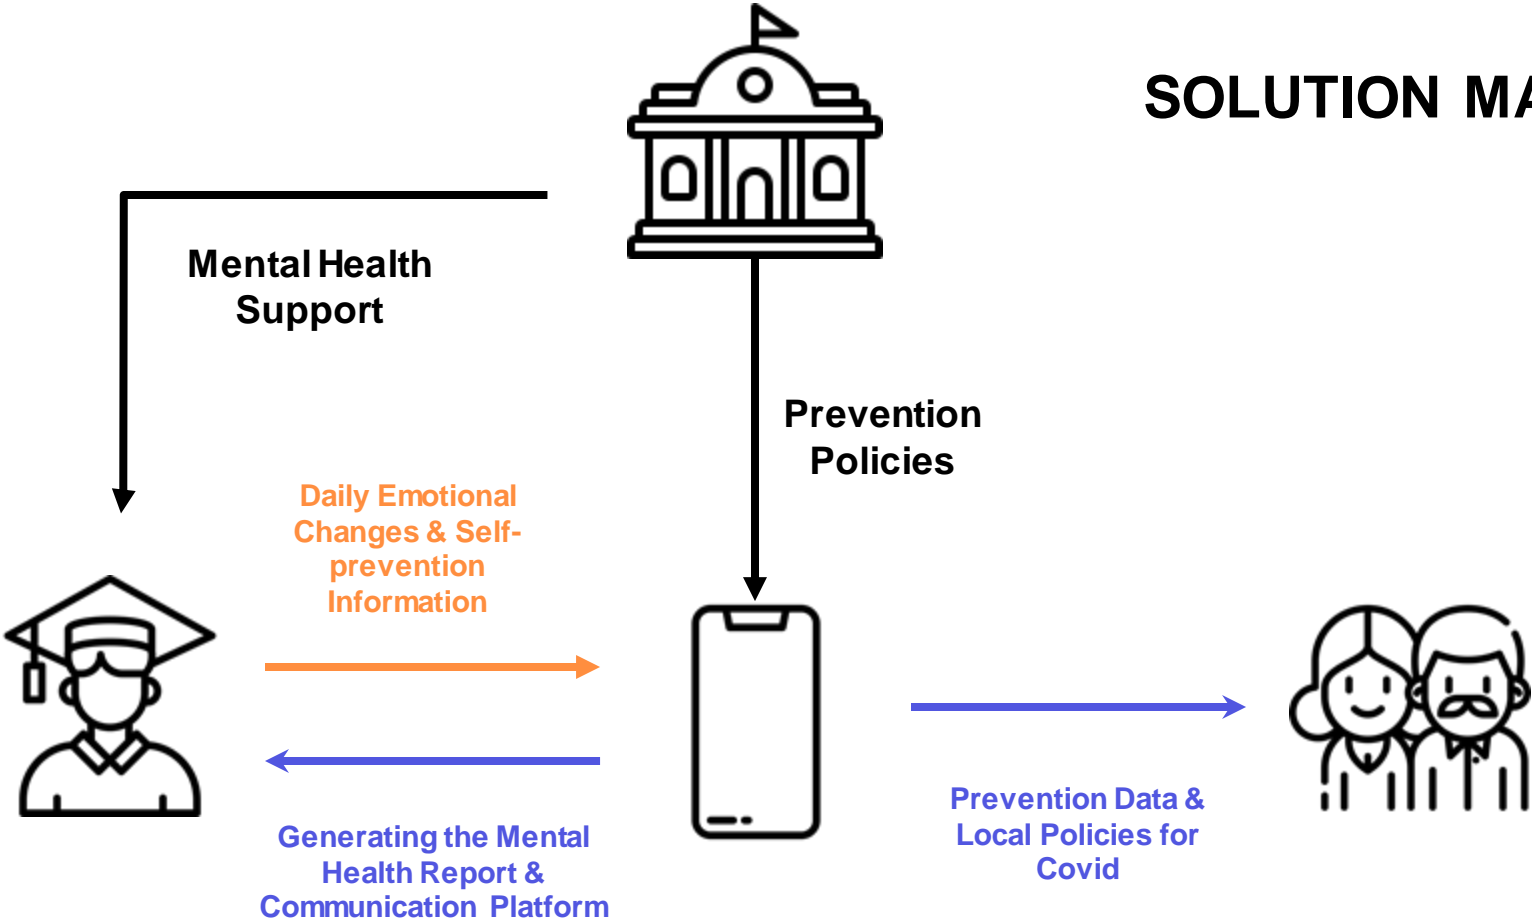 SOLUTION MA
Mental Health
Support
Prevention
Policies
Daily Emotional
Changes & Self-
prevention
Information
Generating the Mental
Health Report &
Communication Platform
Prevention Data &
Local Policies for
Covid